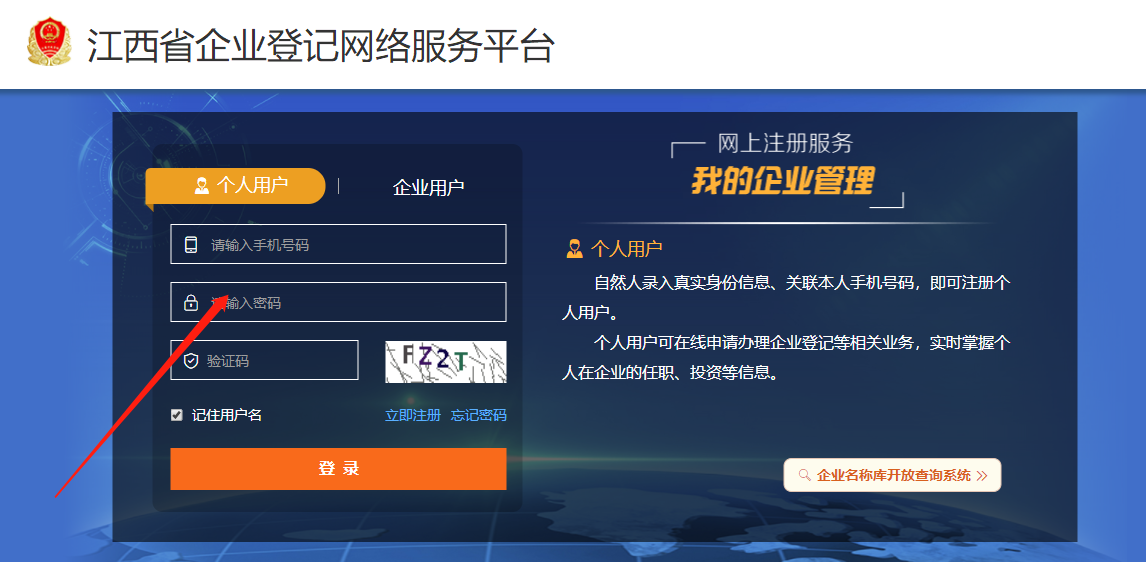 江西省企业登记网络服务平台
个人用户
企业用户
请输入手机号码
输入密码
验证码
FZ2T
记住用户名
立即注册 忘记密码
登 录
网上注册服务
我的企业管理
个人用户
自然人录入真实身份信息、关联本人手机号码，即可注册个
人用户。
个人用户可在线申请办理企业登记等相关业务，实时掌握个
人在企业的任职、投资等信息。
企业名称库开放查询系统 »